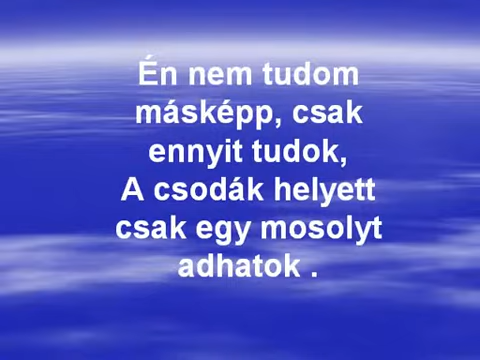 Én nem tudom
másképp, csak
ennyit tudok,
A csodák helyett
csak egy mosolyt
adhatok .